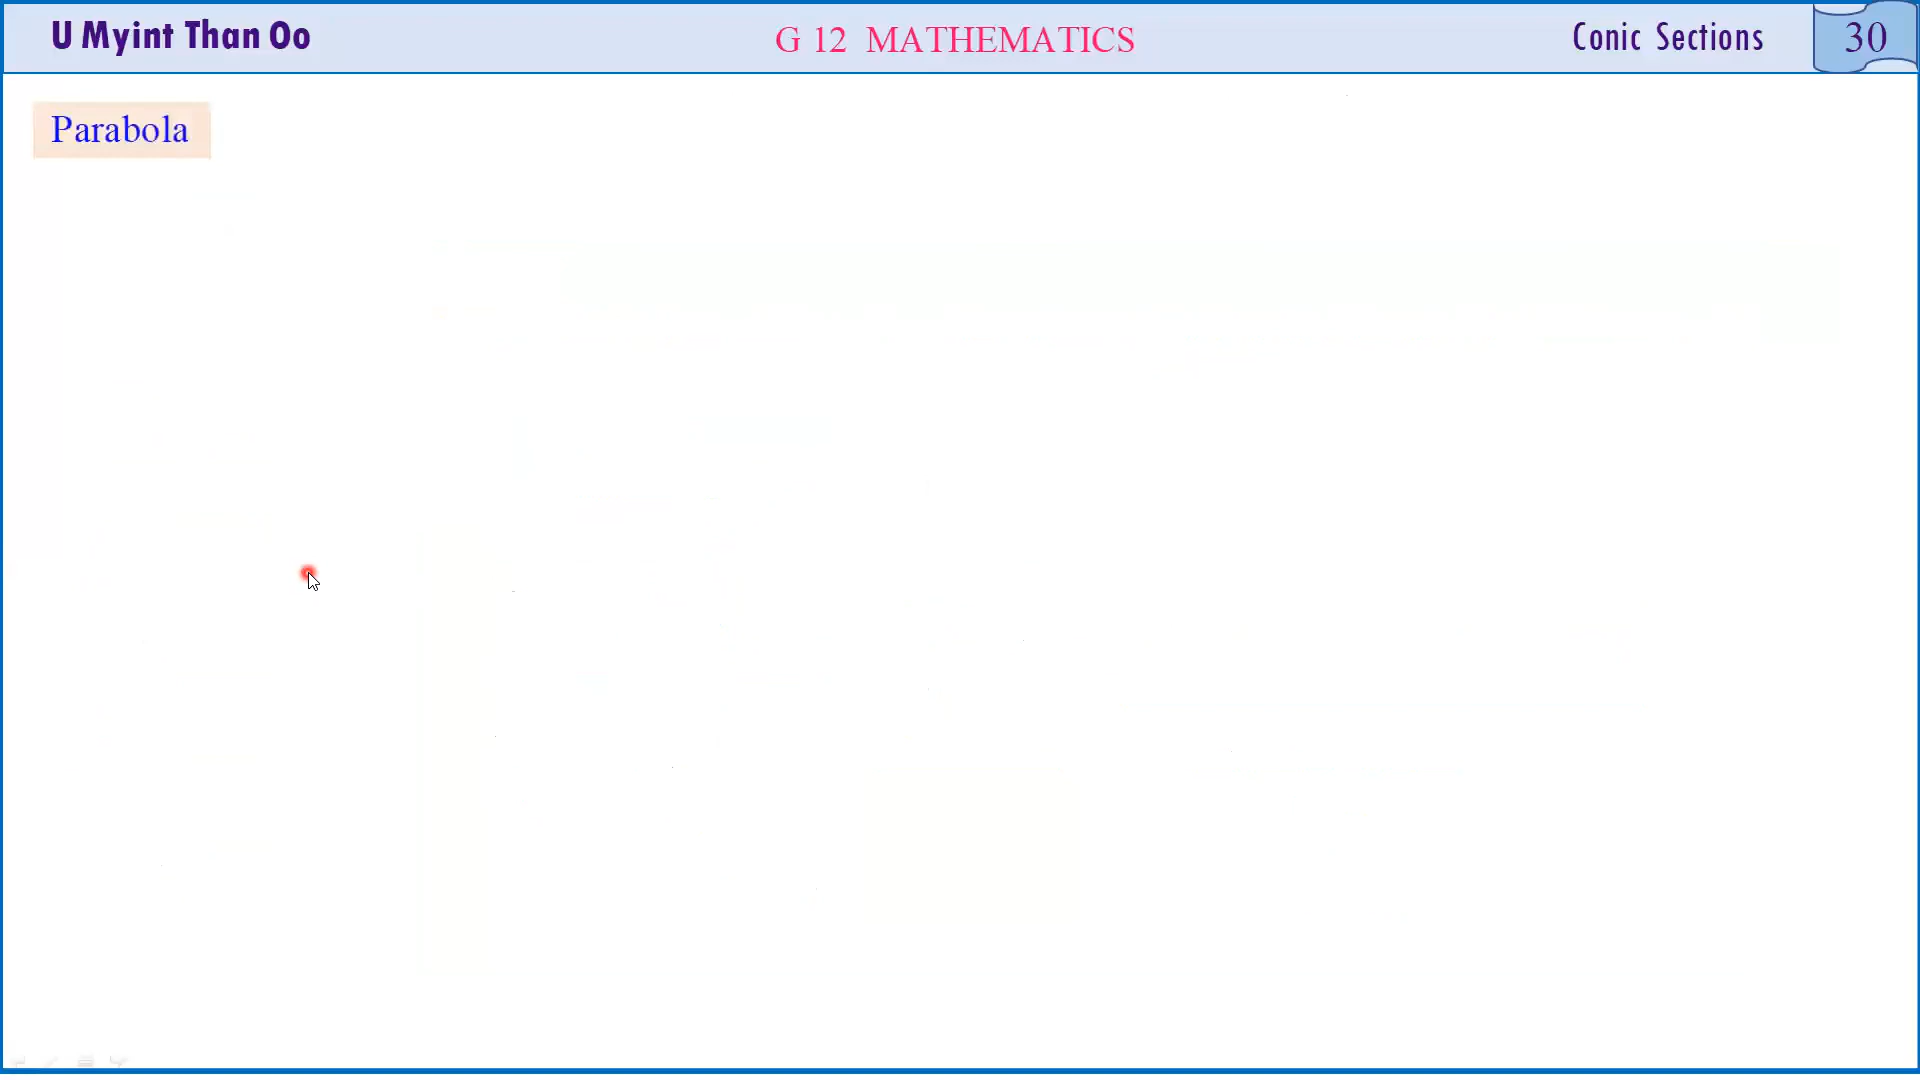 U Myint Than Oo
G 12 MATHEMATICS
Conic Sections
30
Parabola